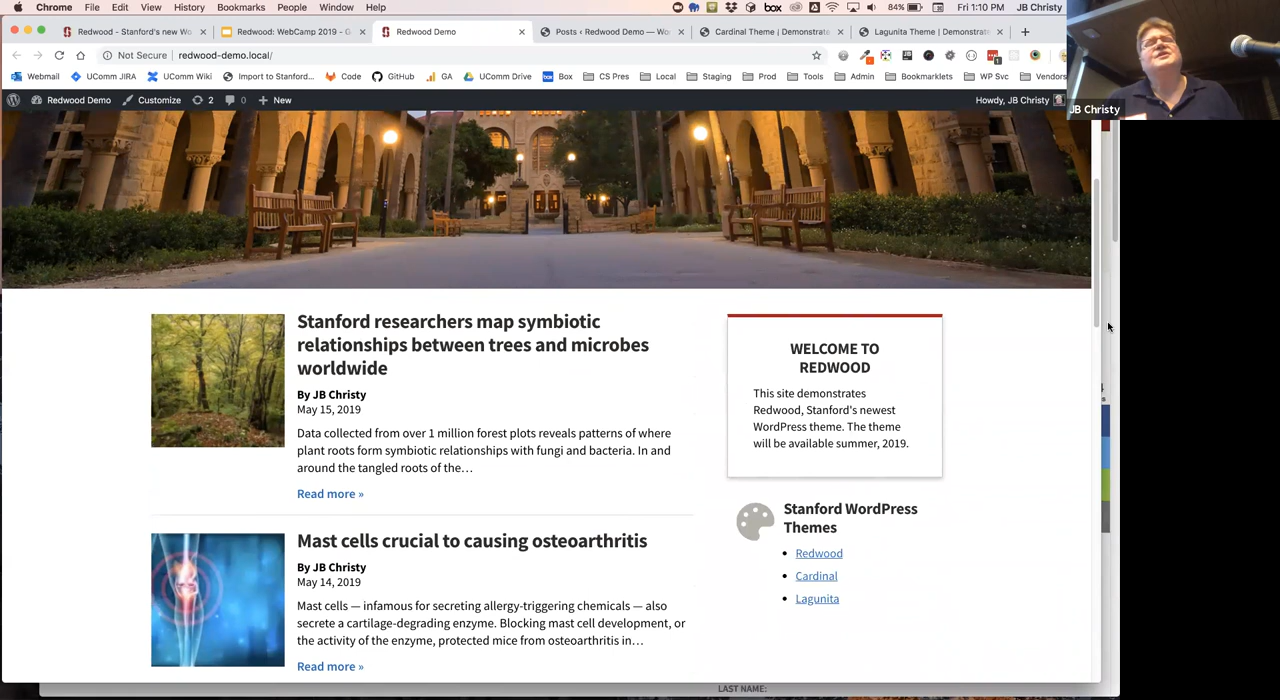 Chrome File Edit View History Bookmarks People Window Help box 84% Fri 1:10 PM JB Christy
Redwood - Stanford's new Wo
Redwood: WebCamp 2019 - G
Redwood Demo
Posts ‹ Redwood Demo — Wo
Cardinal Theme | Demonstrat
Lagunita Theme | Demonstrat
Not Secure redwood-demo.local/
Webmail UComm JIRA UComm Wiki Import to Stanford... Code GitHub GA UComm Drive Box CS Pres Local Staging Prod Tools Admin Bookmarklets WP Svc Vendors
Redwood Demo Customize 2 0 New Howdy, JB Christy
JB Christy
Stanford researchers map symbiotic
relationships between trees and microbes
worldwide
By JB Christy
May 15, 2019
Data collected from over 1 million forest plots reveals patterns of where
plant roots form symbiotic relationships with fungi and bacteria. In and
around the tangled roots of the…
Read more »
Mast cells crucial to causing osteoarthritis
By JB Christy
May 14, 2019
Mast cells — infamous for secreting allergy-triggering chemicals — also
secrete a cartilage-degrading enzyme. Blocking mast cell development, or
the activity of the enzyme, protected mice from osteoarthritis in…
Read more »
WELCOME TO
REDWOOD
This site demonstrates
Redwood, Stanford's newest
WordPress theme. The theme
will be available summer, 2019.
Stanford WordPress
Themes
• Redwood
• Cardinal
• Lagunita
LAST NAME: